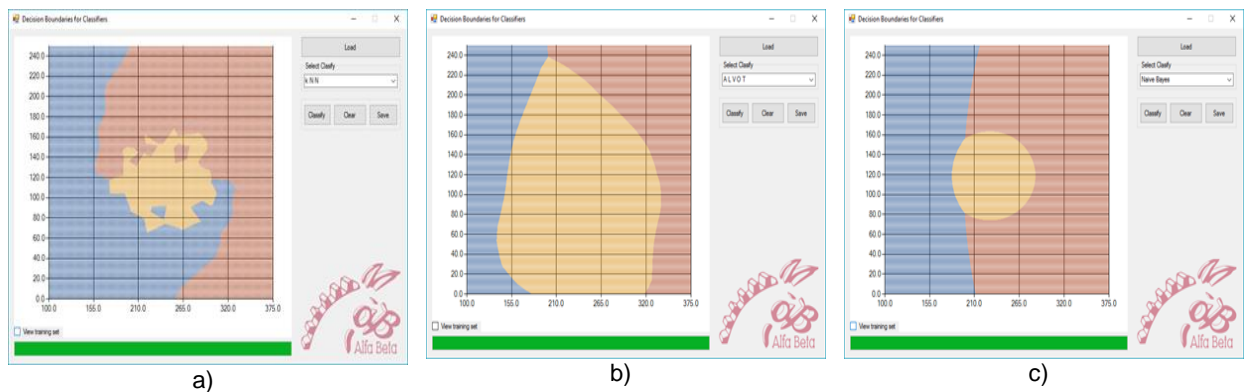 Decision Boundaries for Classifiers
Load
Select Clasify
k N N
Classify Clear Save
240.0
220.0
200.0
180.0
160.0
140.0
120.0
100.0
80.0
60.0
40.0
20.0
0.0
100.0 155.0 210.0 265.0 320.0 375.0
View training set
αβ
Alfa Beta
a)
Decision Boundaries for Classifiers
Load
Select Clasify
A L V O T
Classify Clear Save
240.0
220.0
200.0
180.0
160.0
140.0
120.0
100.0
80.0
60.0
40.0
20.0
0.0
100.0 155.0 210.0 265.0 320.0 375.0
View training set
αβ
Alfa Beta
b)
Decision Boundaries for Classifiers
Load
Select Clasify
Naive Bayes
Classify Clear Save
240.0
220.0
200.0
180.0
160.0
140.0
120.0
100.0
80.0
60.0
40.0
20.0
0.0
100.0 155.0 210.0 265.0 320.0 375.0
View training set
αβ
Alfa Beta
c)